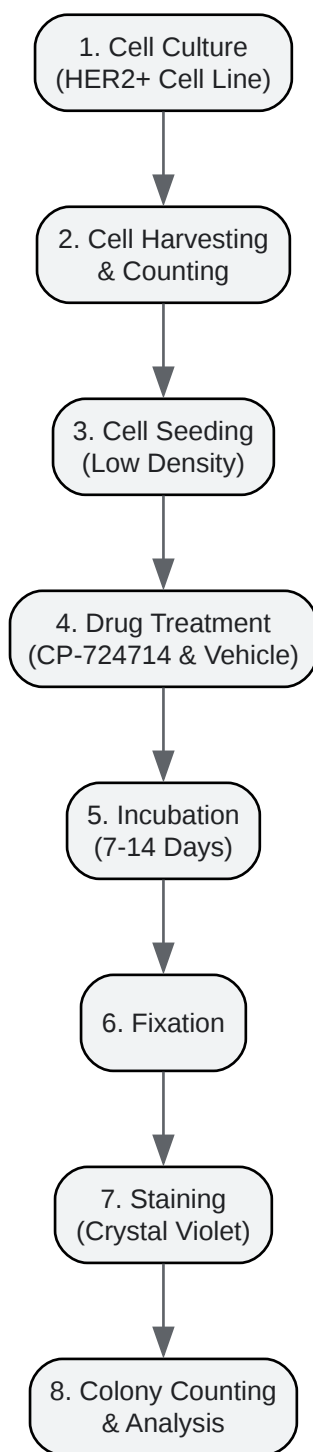 1. Cell Culture
(HER2+ Cell Line)
2. Cell Harvesting
& Counting
3. Cell Seeding
(Low Density)
4. Drug Treatment
(CP-724714 & Vehicle)
5. Incubation
(7-14 Days)
6. Fixation
7. Staining
(Crystal Violet)
8. Colony Counting
& Analysis